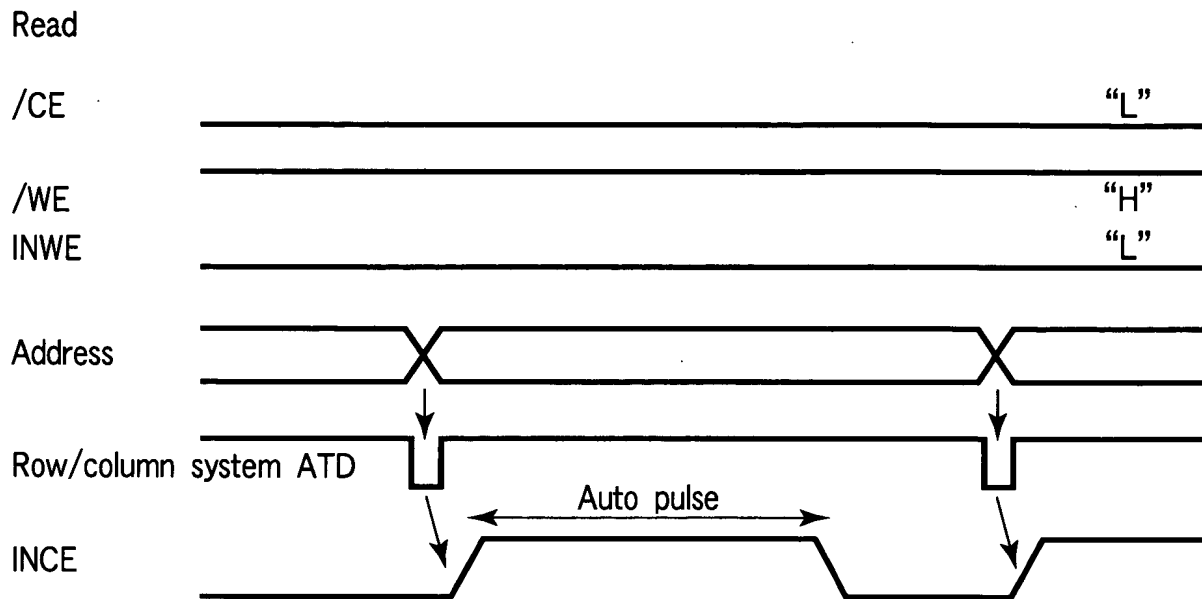 Read
/CE “L”
/WE “H”
INWE “L”
Address
Row/column system ATD
Auto pulse
INCE